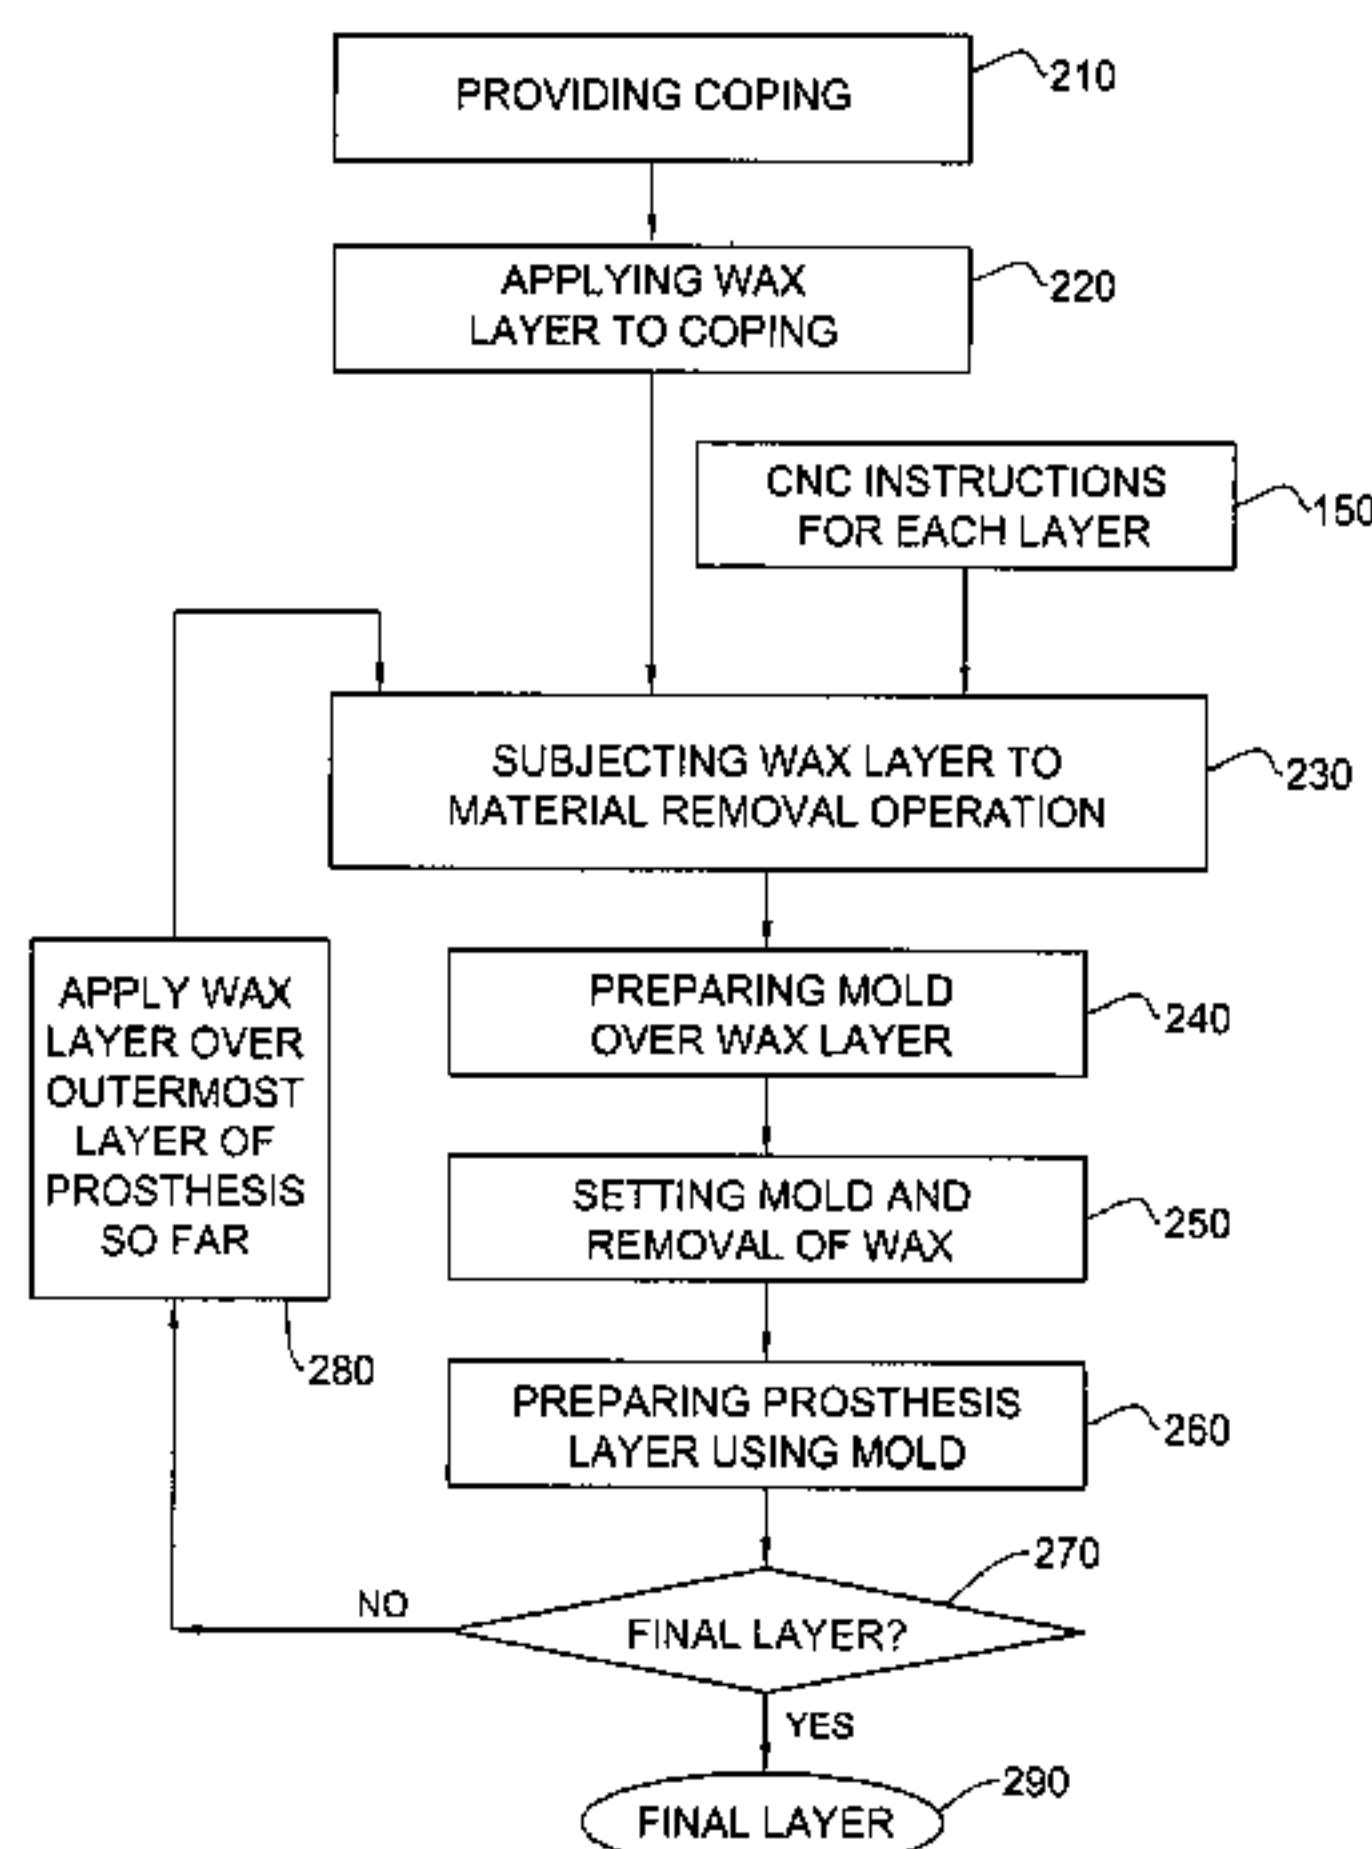 PROVIDING COPING
210
APPLYING WAX
LAYER TO COPING
220
CNC INSTRUCTIONS
FOR EACH LAYER
150
SUBJECTING WAX LAYER TO
MATERIAL REMOVAL OPERATION
230
APPLY WAX
LAYER OVER
OUTERMOST
LAYER OF
PROSTHESIS
SO FAR
280
PREPARING MOLD
OVER WAX LAYER
240
SETTING MOLD AND
REMOVAL OF WAX
250
PREPARING PROSTHESIS
LAYER USING MOLD
260
270
NO
FINAL LAYER?
YES
290
FINAL LAYER